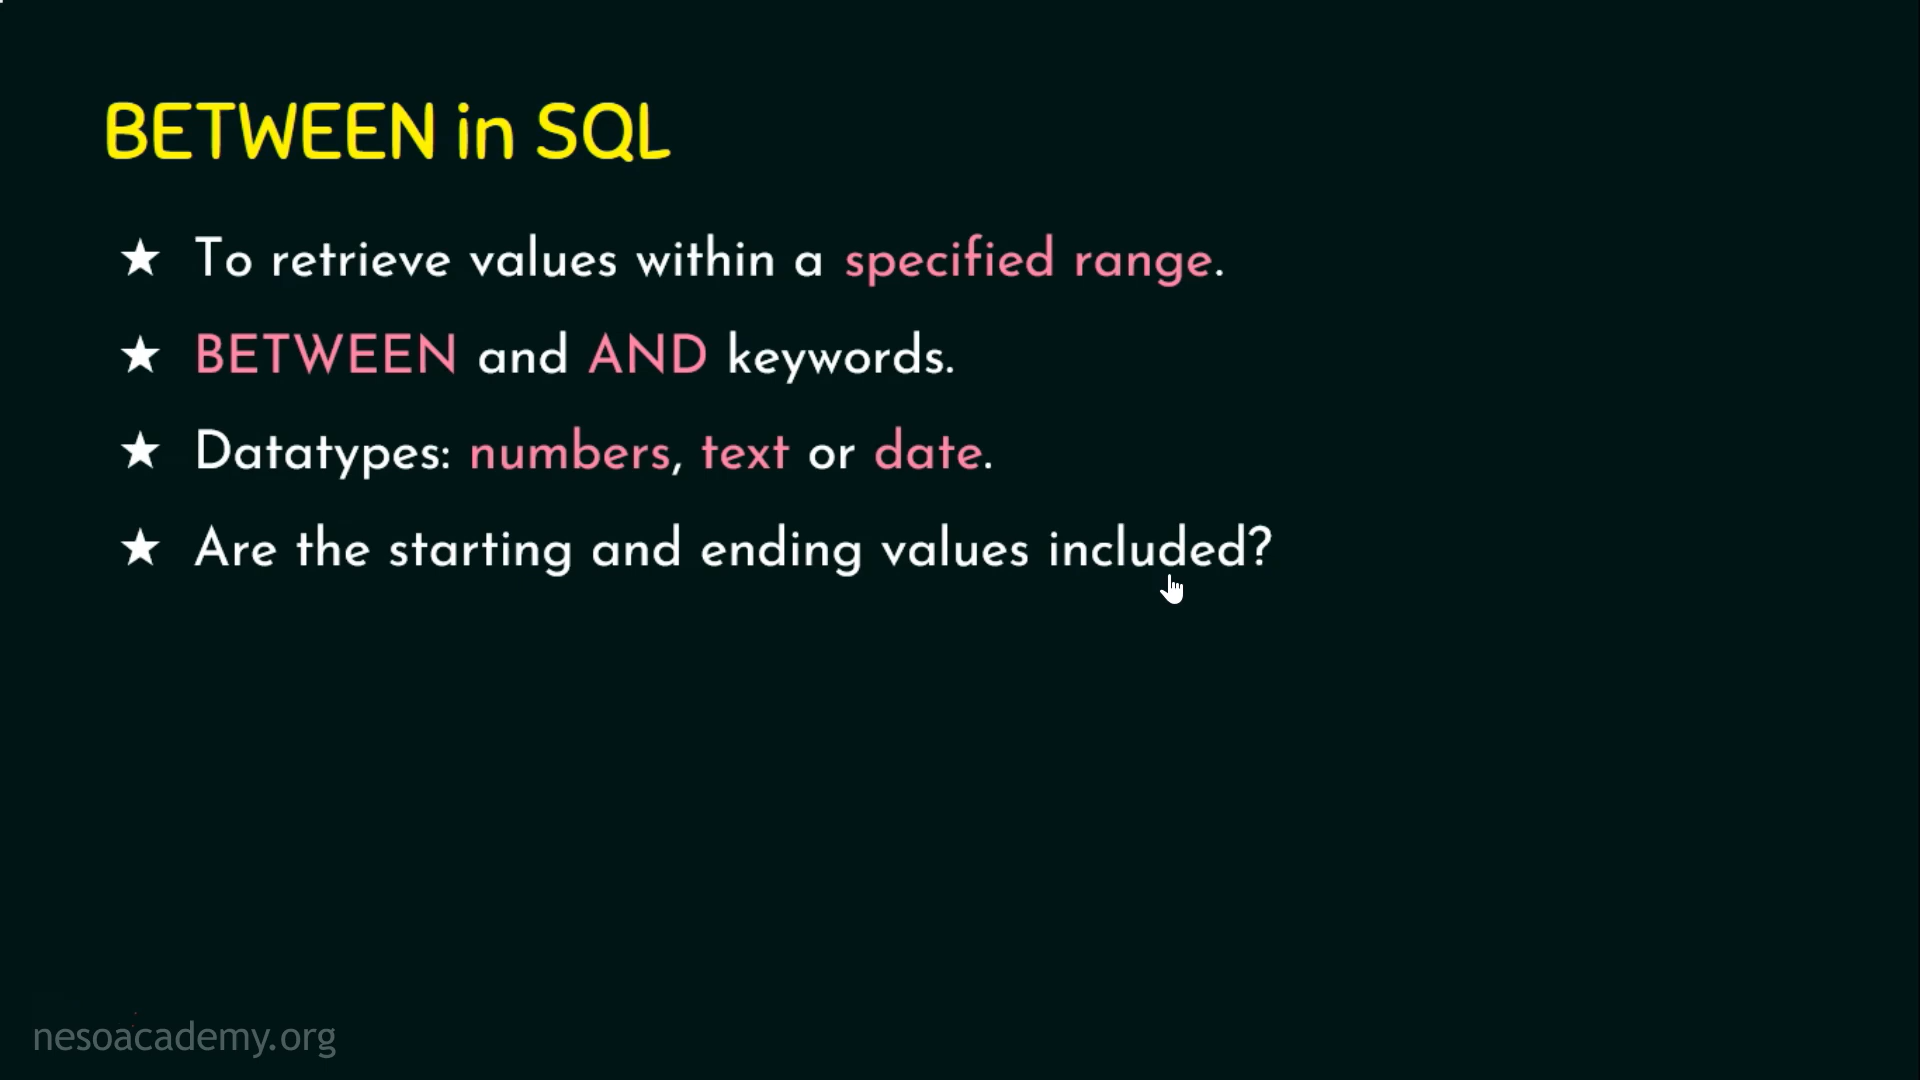 BETWEEN in SQL
★ To retrieve values within a specified range.
★ BETWEEN and AND keywords.
★ Datatypes: numbers, text or date.
★ Are the starting and ending values included?
nesoacademy.org